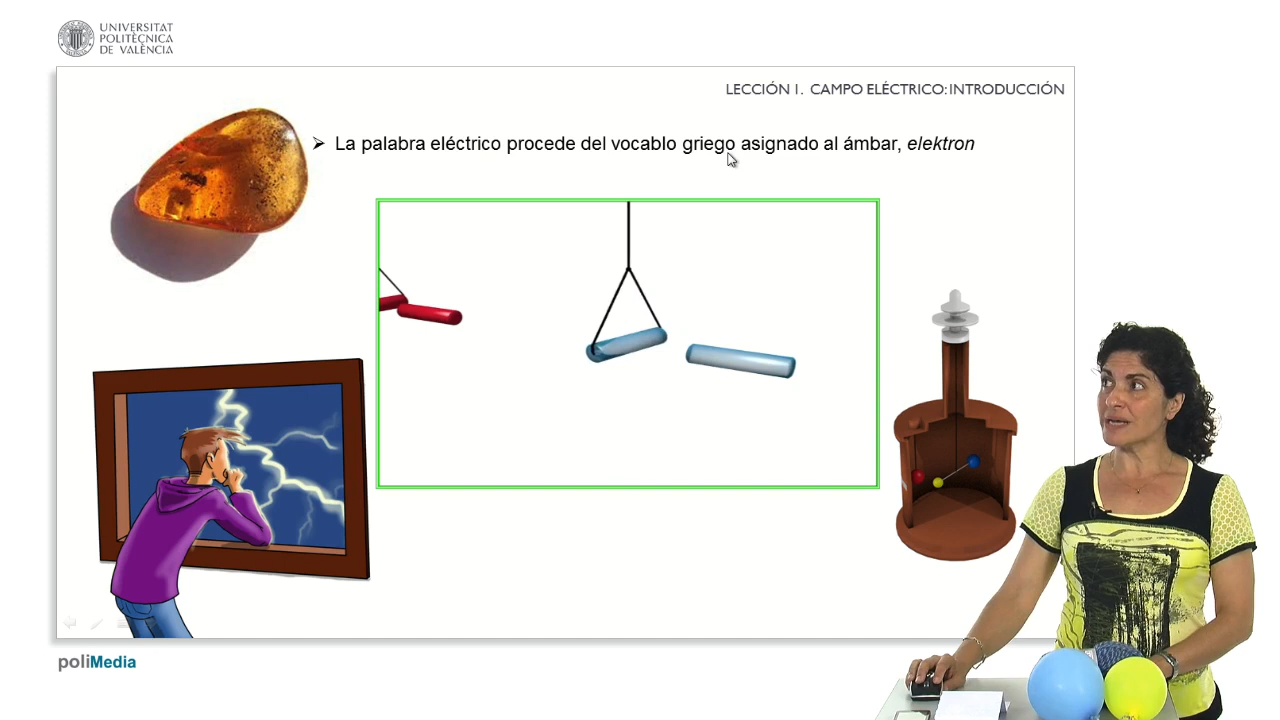 UNIVERSITAT
POLITÈCNICA
DE VALÈNCIA
LECCIÓN 1. CAMPO ELÉCTRICO: INTRODUCCIÓN
➢ La palabra eléctrico procede del vocablo griego asignado al ámbar, elektron
poliMedia